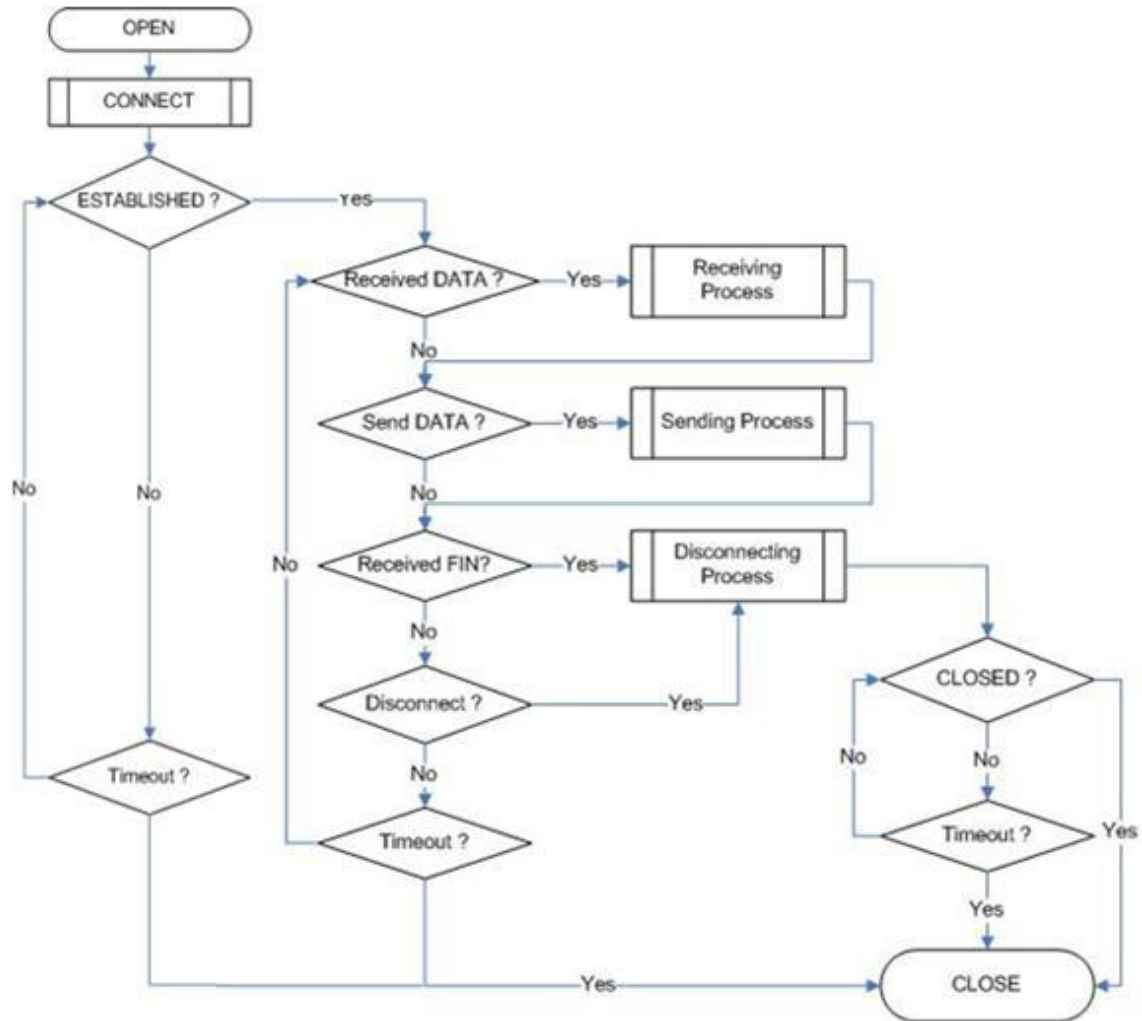 OPEN
CONNECT
ESTABLISHED ?
Yes
Received DATA ?
Yes
Receiving
Process
No
Send DATA ?
Yes
Sending Process
No
No
No
No
Received FIN?
Yes
Disconnecting
Process
No
Disconnect ?
Yes
CLOSED ?
No
No
No
Timeout ?
Timeout ?
Timeout ?
Yes
Yes
Yes
CLOSE